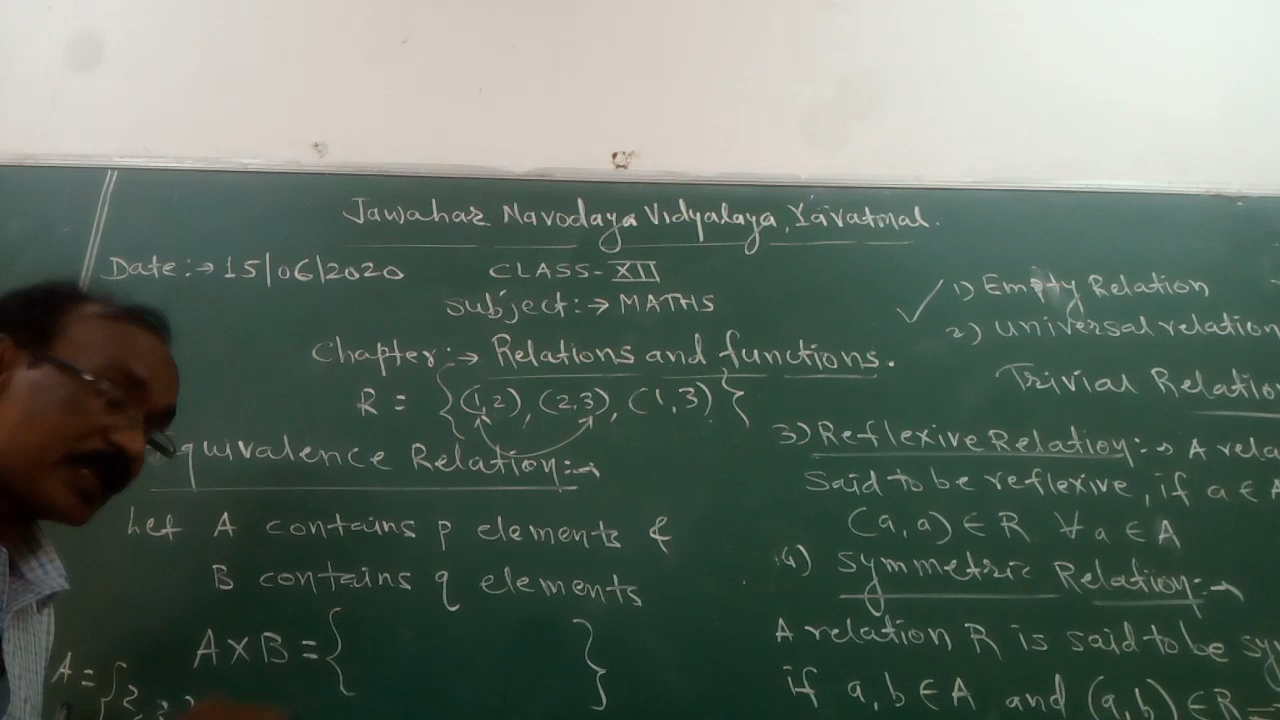 Jawahar Navodaya Vidyalaya, Yavatmal.
Date:→ 15/06/2020 CLASS-XII
Subject:→ MATHS
Chapter:→ Relations and functions.
R = {(1,2), (2,3), (1,3)}
quivalence Relation:→
Let A contains p elements &
B contains q elements
A×B = { }
A = {
1) Empty Relation
2) universal relation
Trivial Relatio
3) Reflexive Relation:→ A rela
Said to be reflexive, if a ∈ A
(a,a) ∈ R ∀ a ∈ A
4) Symmetric Relation:→
A relation R is said to be sy
if a, b ∈ A and (a,b) ∈ R